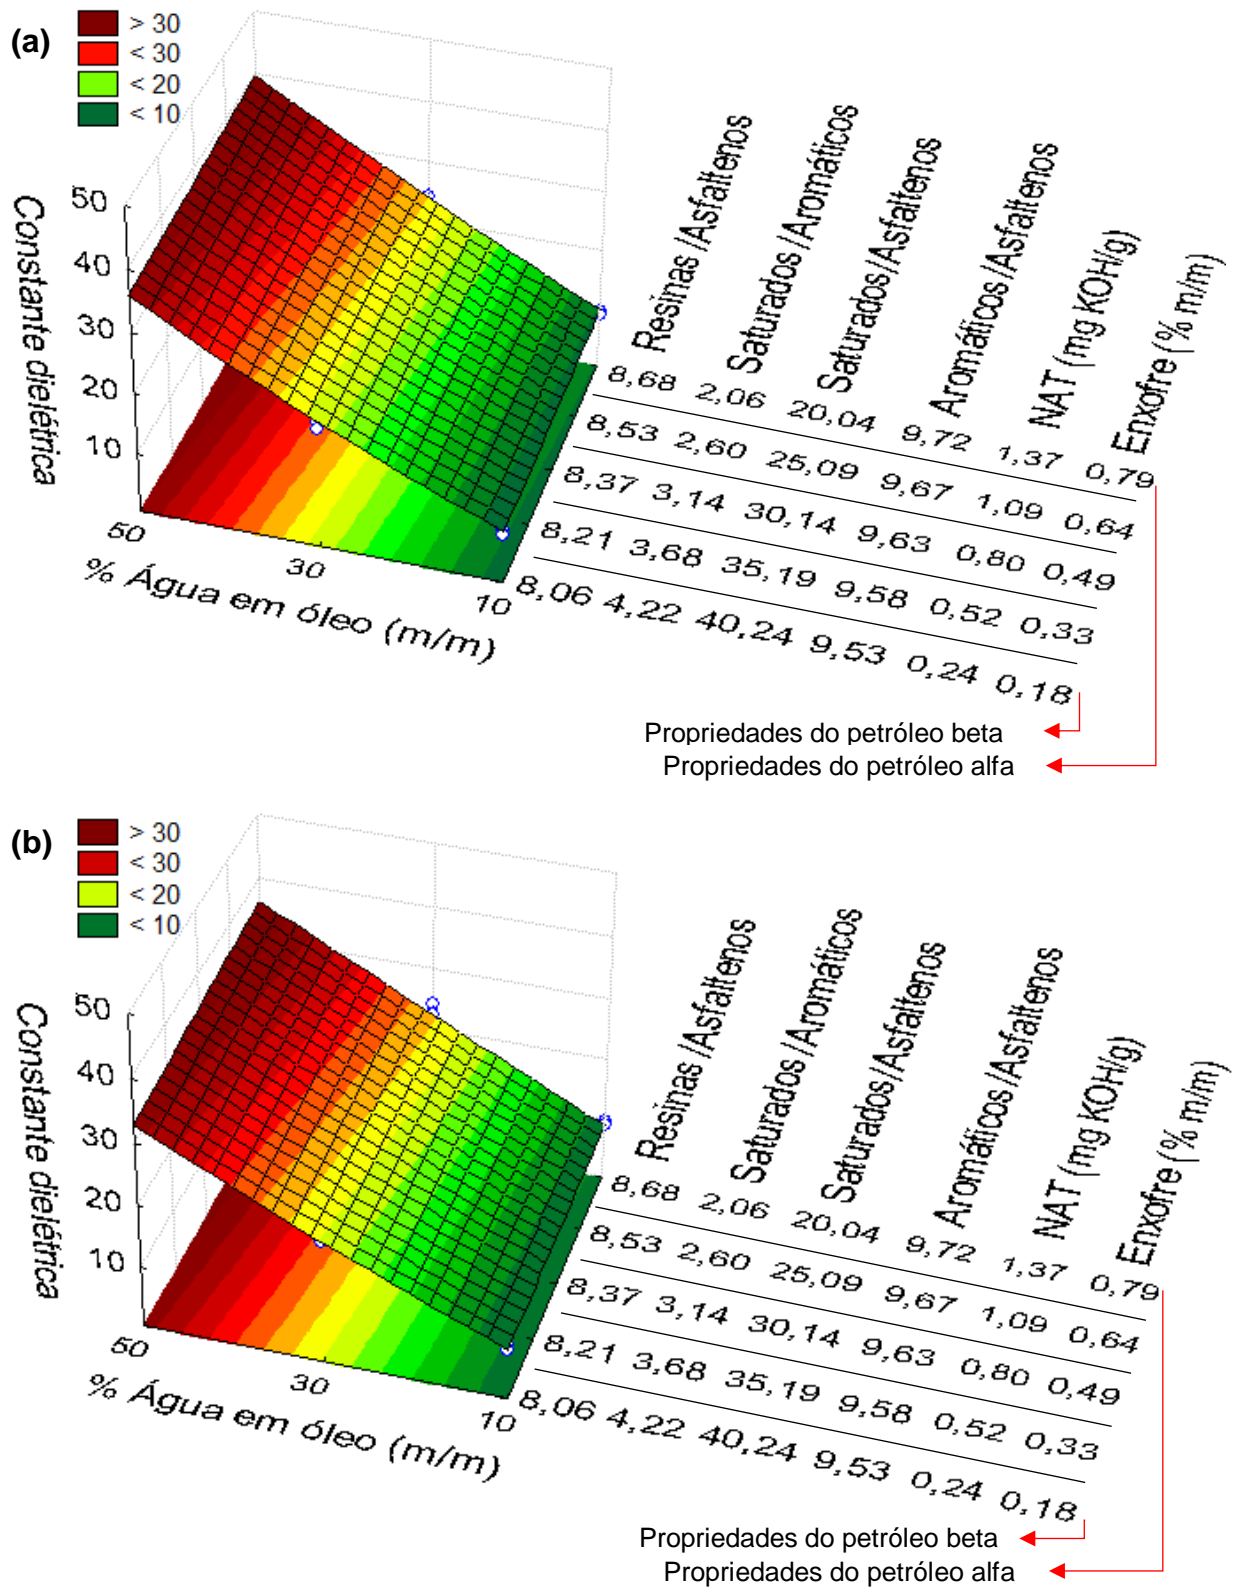 (a)
> 30
< 30
< 20
< 10
Constante dielétrica
50
40
30
20
10
50
30
10
% Água em óleo (m/m)
Resinas /Asfaltenos
Saturados /Aromáticos
Saturados /Asfaltenos
Aromáticos /Asfaltenos
NAT (mg KOH/g)
Enxofre (% m/m)
8,68 2,06 20,04 9,72 1,37 0,79
8,53 2,60 25,09 9,67 1,09 0,64
8,37 3,14 30,14 9,63 0,80 0,49
8,21 3,68 35,19 9,58 0,52 0,33
8,06 4,22 40,24 9,53 0,24 0,18
Propriedades do petróleo beta
Propriedades do petróleo alfa
(b)
> 30
< 30
< 20
< 10
Constante dielétrica
50
40
30
20
10
50
30
10
% Água em óleo (m/m)
Resinas /Asfaltenos
Saturados /Aromáticos
Saturados /Asfaltenos
Aromáticos /Asfaltenos
NAT (mg KOH/g)
Enxofre (% m/m)
8,68 2,06 20,04 9,72 1,37 0,79
8,53 2,60 25,09 9,67 1,09 0,64
8,37 3,14 30,14 9,63 0,80 0,49
8,21 3,68 35,19 9,58 0,52 0,33
8,06 4,22 40,24 9,53 0,24 0,18
Propriedades do petróleo beta
Propriedades do petróleo alfa